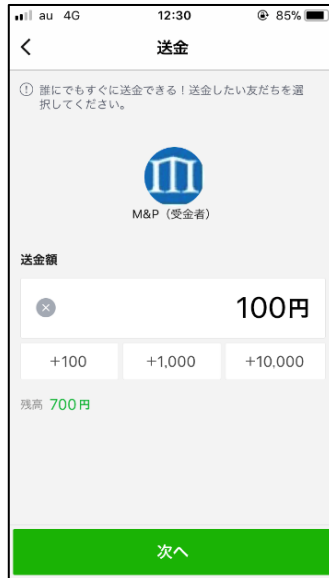 au 4G 12:30 85%
送金
誰にでもすぐに送金できる！送金したい友だちを選
択してください。
M&P（受金者）
送金額
100円
+100 +1,000 +10,000
残高 700円
次へ